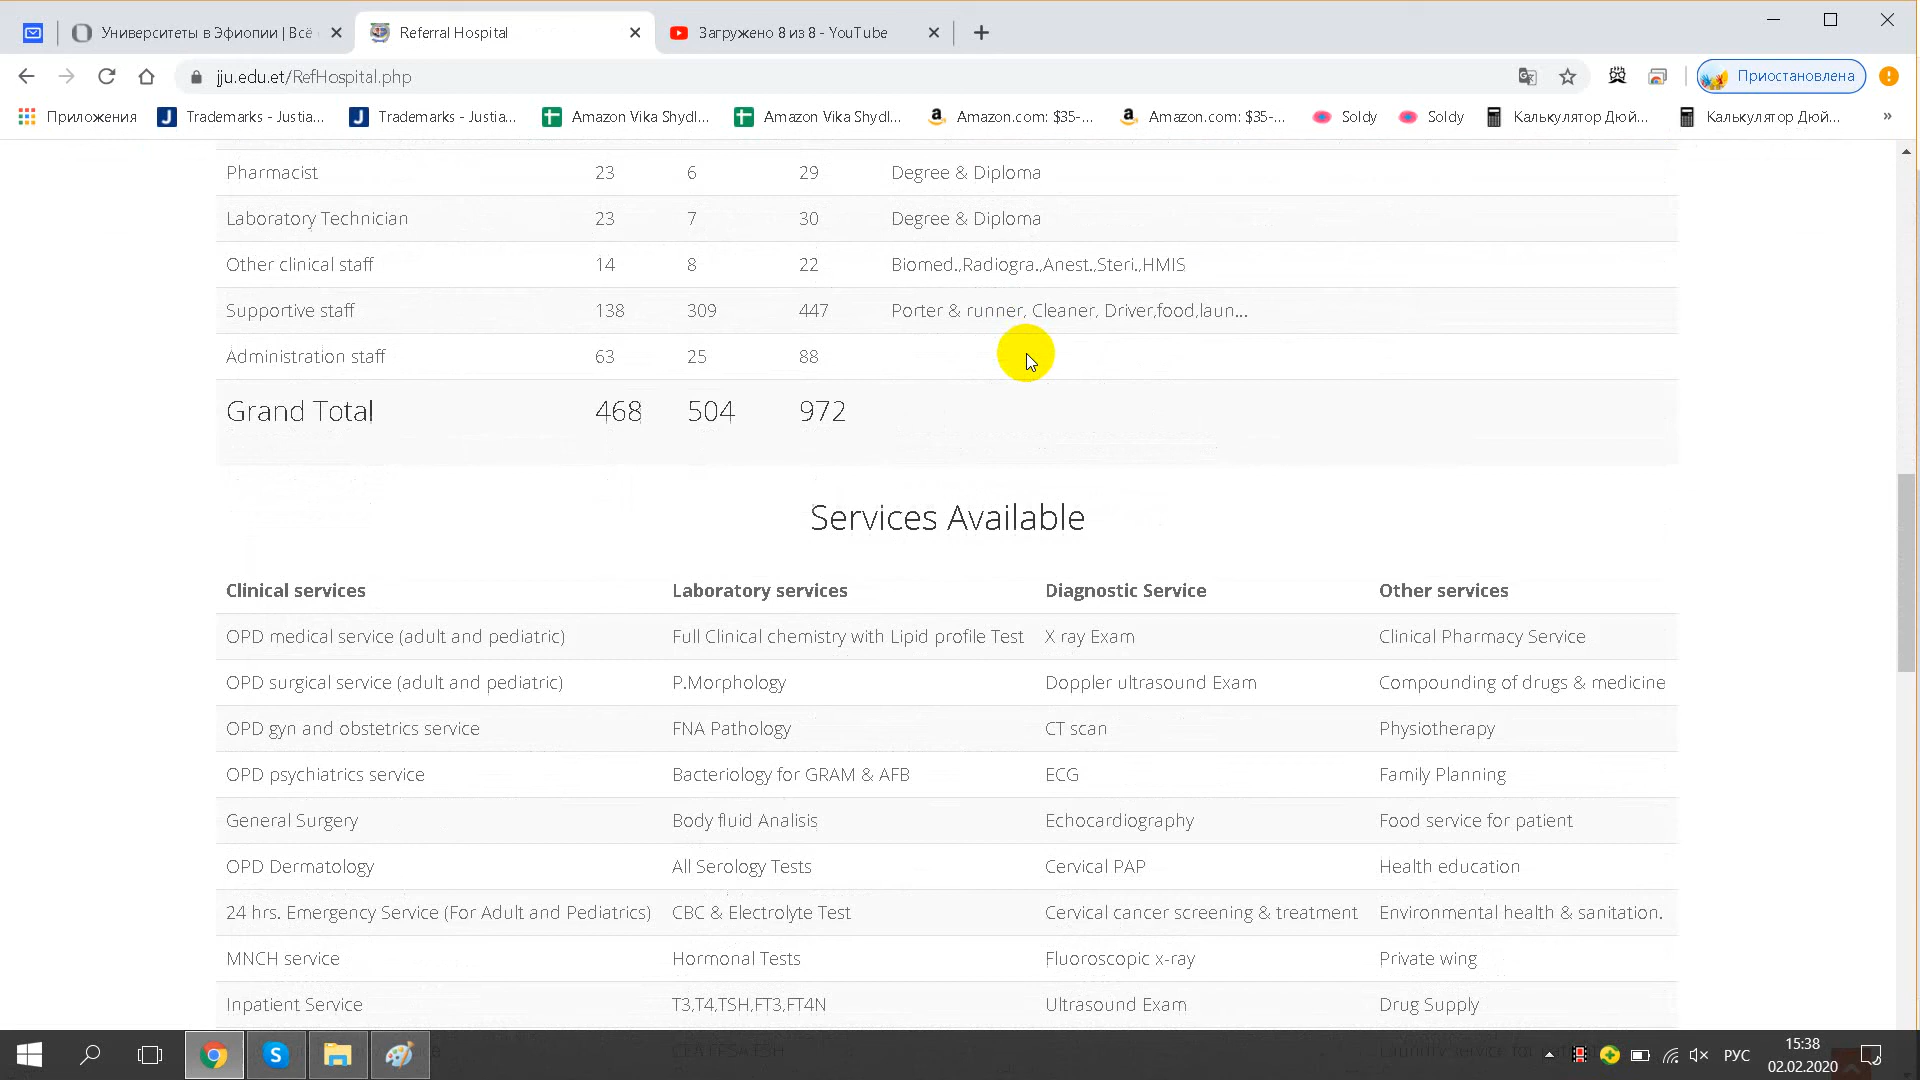 Университеты в Эфиопии | Всё
Referral Hospital
Загружено 8 из 8 - YouTube
jju.edu.et/RefHospital.php
Приостановлена
Приложения
Trademarks - Justia...
Trademarks - Justia...
Amazon Vika Shydl...
Amazon Vika Shydl...
Amazon.com: $35-...
Amazon.com: $35-...
Soldy
Soldy
Калькулятор Дюй...
Калькулятор Дюй...
»
Pharmacist 23 6 29 Degree & Diploma
Laboratory Technician 23 7 30 Degree & Diploma
Other clinical staff 14 8 22 Biomed.,Radiogra.,Anest.,Steri.,HMIS
Supportive staff 138 309 447 Porter & runner, Cleaner, Driver,food,laun...
Administration staff 63 25 88
Grand Total 468 504 972
Services Available
Clinical services Laboratory services Diagnostic Service Other services
OPD medical service (adult and pediatric) Full Clinical chemistry with Lipid profile Test X ray Exam Clinical Pharmacy Service
OPD surgical service (adult and pediatric) P.Morphology Doppler ultrasound Exam Compounding of drugs & medicine
OPD gyn and obstetrics service FNA Pathology CT scan Physiotherapy
OPD psychiatrics service Bacteriology for GRAM & AFB ECG Family Planning
General Surgery Body fluid Analisis Echocardiography Food service for patient
OPD Dermatology All Serology Tests Cervical PAP Health education
24 hrs. Emergency Service (For Adult and Pediatrics) CBC & Electrolyte Test Cervical cancer screening & treatment Environmental health & sanitation.
MNCH service Hormonal Tests Fluoroscopic x-ray Private wing
Inpatient Service T3,T4,TSH,FT3,FT4N Ultrasound Exam Drug Supply
РУС
15:38
02.02.2020